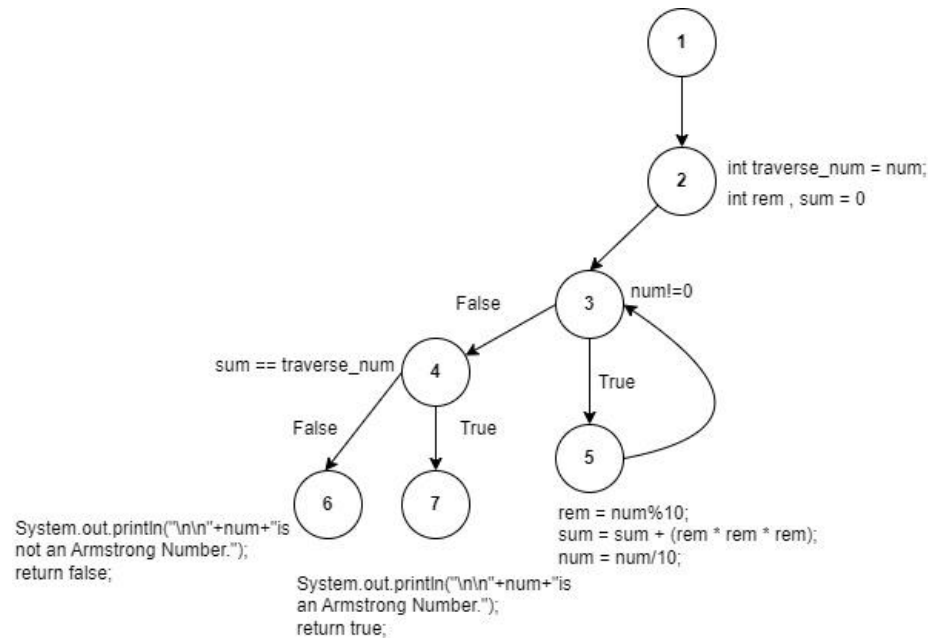 1
2
int traverse_num = num;
int rem , sum = 0
3
num!=0
False
sum == traverse_num
4
True
False
True
5
6
7
rem = num%10;
sum = sum + (rem * rem * rem);
num = num/10;
System.out.println("\n\n"+num+"is
not an Armstrong Number.");
return false;
System.out.println("\n\n"+num+"is
an Armstrong Number.");
return true;